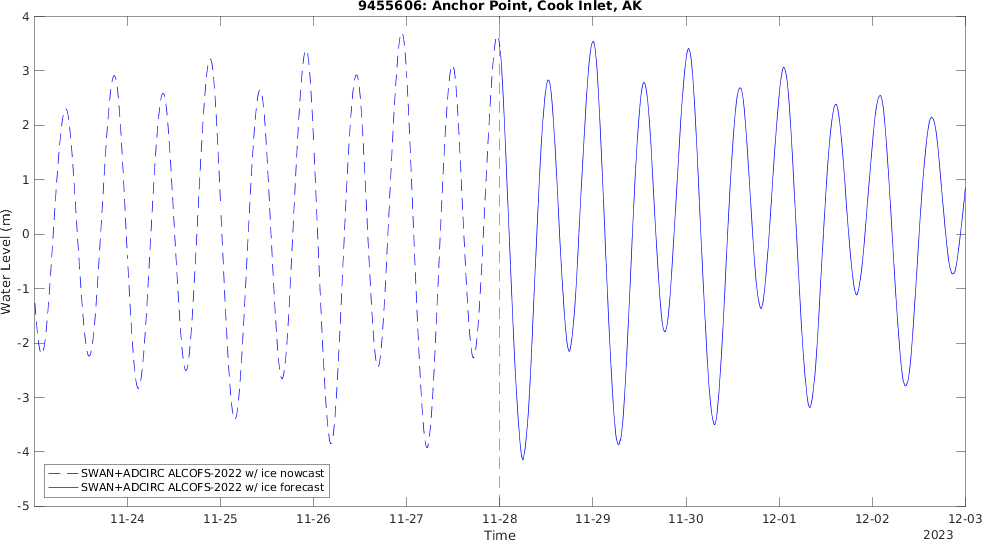 9455606: Anchor Point, Cook Inlet, AK
4
3
2
1
0
-1
-2
-3
-4
-5
Water Level (m)
SWAN+ADCIRC ALCOFS-2022 w/ ice nowcast
SWAN+ADCIRC ALCOFS-2022 w/ ice forecast
11-24 11-25 11-26 11-27 11-28 11-29 11-30 12-01 12-02 12-03
Time
2023